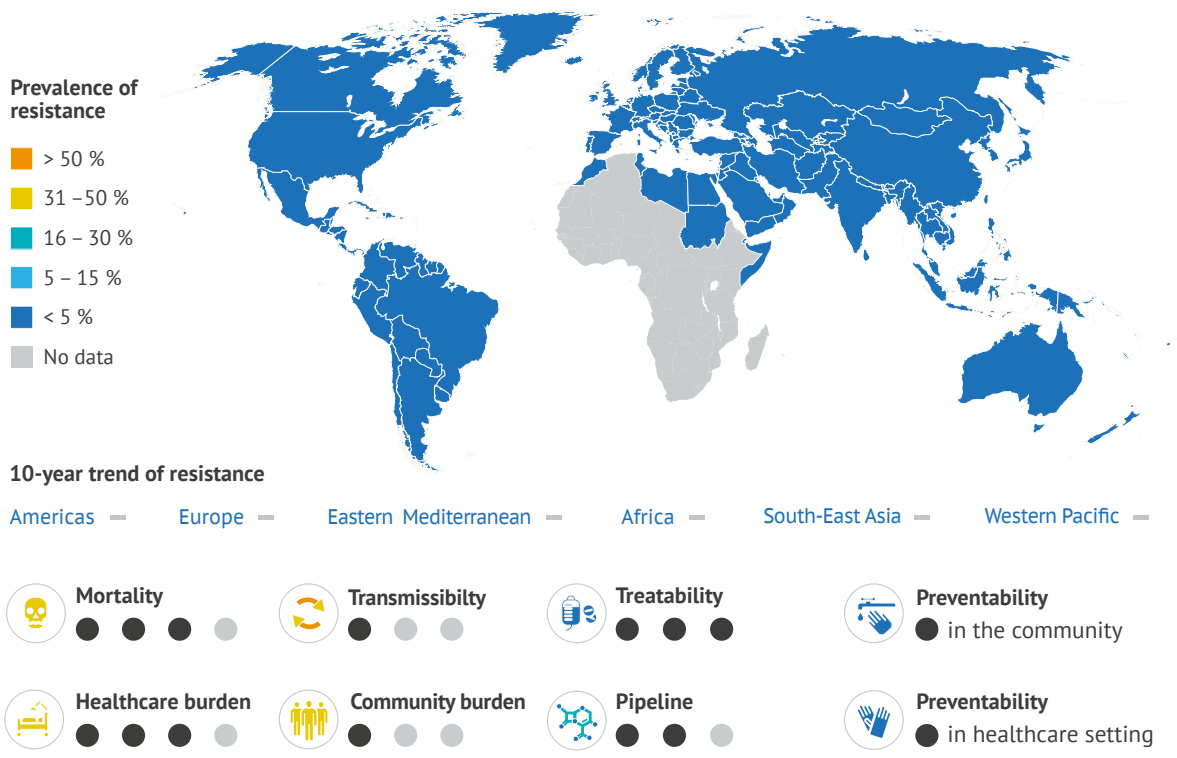 Prevalence of
resistance
> 50 %
31 –50 %
16 – 30 %
5 – 15 %
< 5 %
No data
10-year trend of resistance
Americas
Europe
Eastern Mediterranean
Africa
South-East Asia
Western Pacific
Mortality
Transmissibilty
Treatability
Preventability
in the community
Healthcare burden
Community burden
Pipeline
Preventability
in healthcare setting